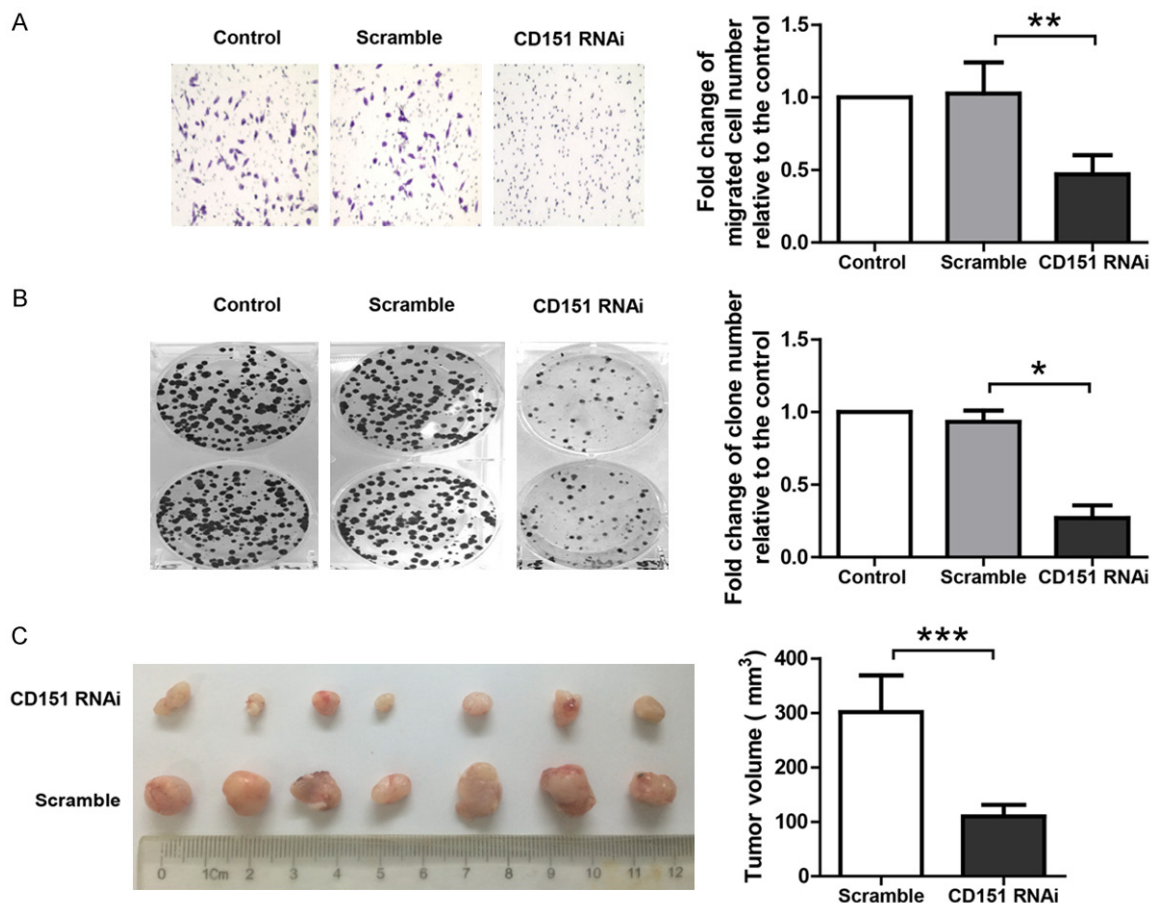 A
Control Scramble CD151 RNAi
Fold change of
migrated cell number
relative to the control
1.5
1.0
0.5
0.0
**
Control Scramble CD151 RNAi
B
Control Scramble CD151 RNAi
Fold change of clone number
relative to the control
1.5
1.0
0.5
0.0
*
Control Scramble CD151 RNAi
C
CD151 RNAi
Scramble
0 1Cm 2 3 4 5 6 7 8 9 10 11 12
Tumor volume ( mm³)
400
300
200
100
0
***
Scramble CD151 RNAi